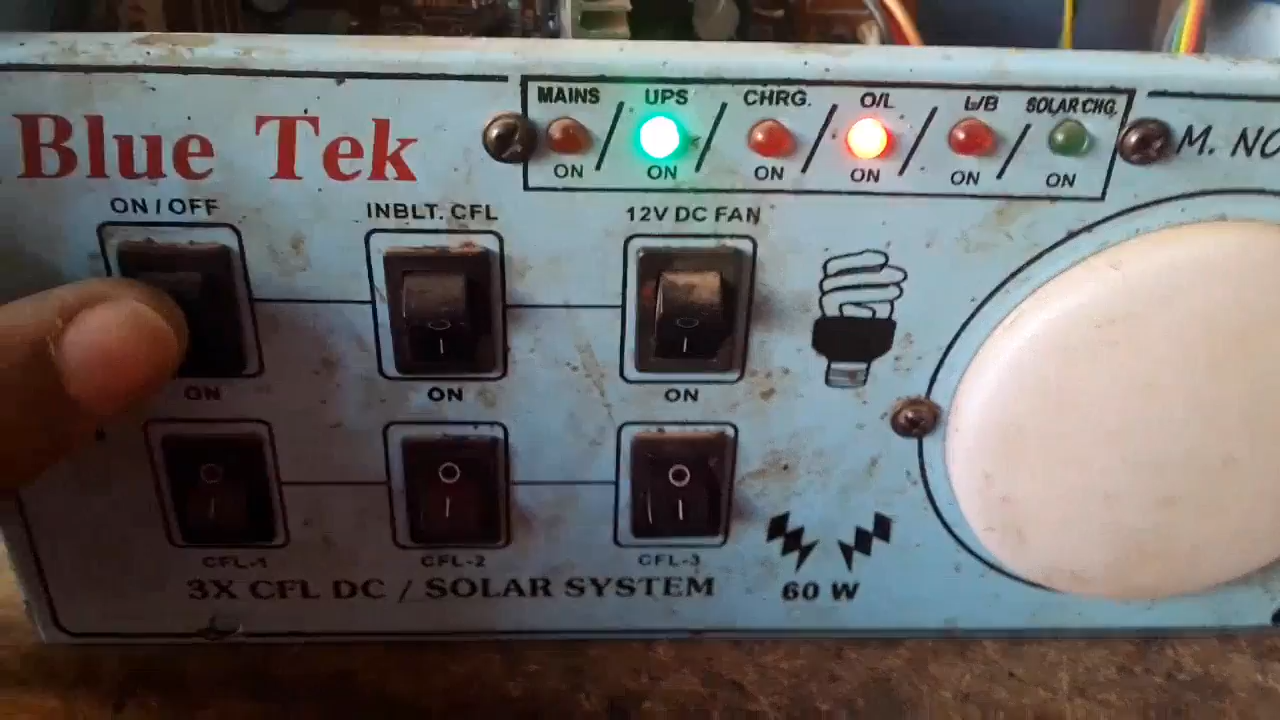 MAINS UPS CHRG. O/L L/B SOLAR CHG.
ON ON ON ON ON ON
Blue Tek
M. NO
ON / OFF INBLT. CFL 12V DC FAN
ON ON ON
CFL-1 CFL-2 CFL-3
3X CFL DC / SOLAR SYSTEM
60 W